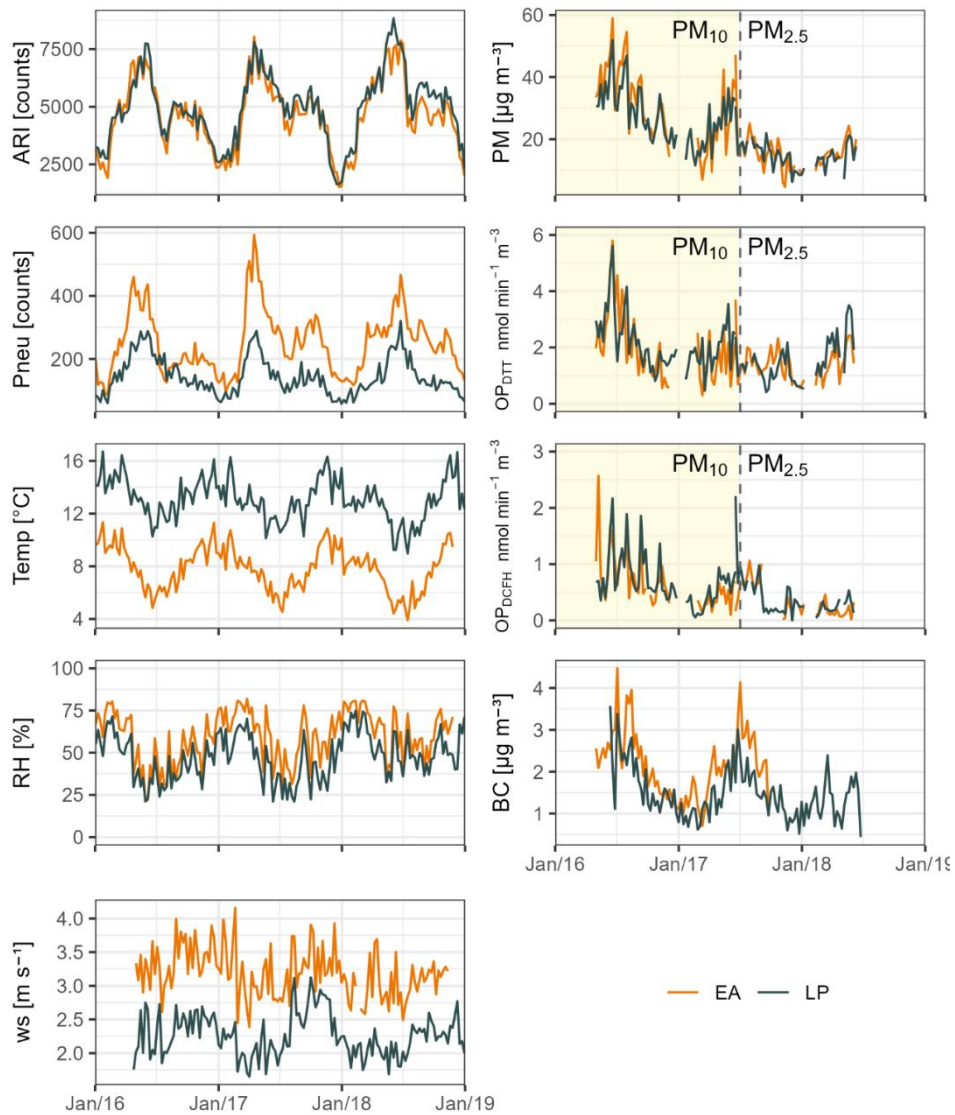 ARI [counts]
7500
5000
2500
PM [µg m⁻³]
60
40
20
PM₁₀
PM₂.₅
Pneu [counts]
600
400
200
OP_DTT nmol min⁻¹ m⁻³
6
4
2
0
PM₁₀
PM₂.₅
Temp [°C]
16
12
8
4
OP_DCFH nmol min⁻¹ m⁻³
3
2
1
0
PM₁₀
PM₂.₅
RH [%]
100
75
50
25
0
BC [µg m⁻³]
4
3
2
1
Jan/16 Jan/17 Jan/18 Jan/19
ws [m s⁻¹]
4.0
3.5
3.0
2.5
2.0
Jan/16 Jan/17 Jan/18 Jan/19
EA LP